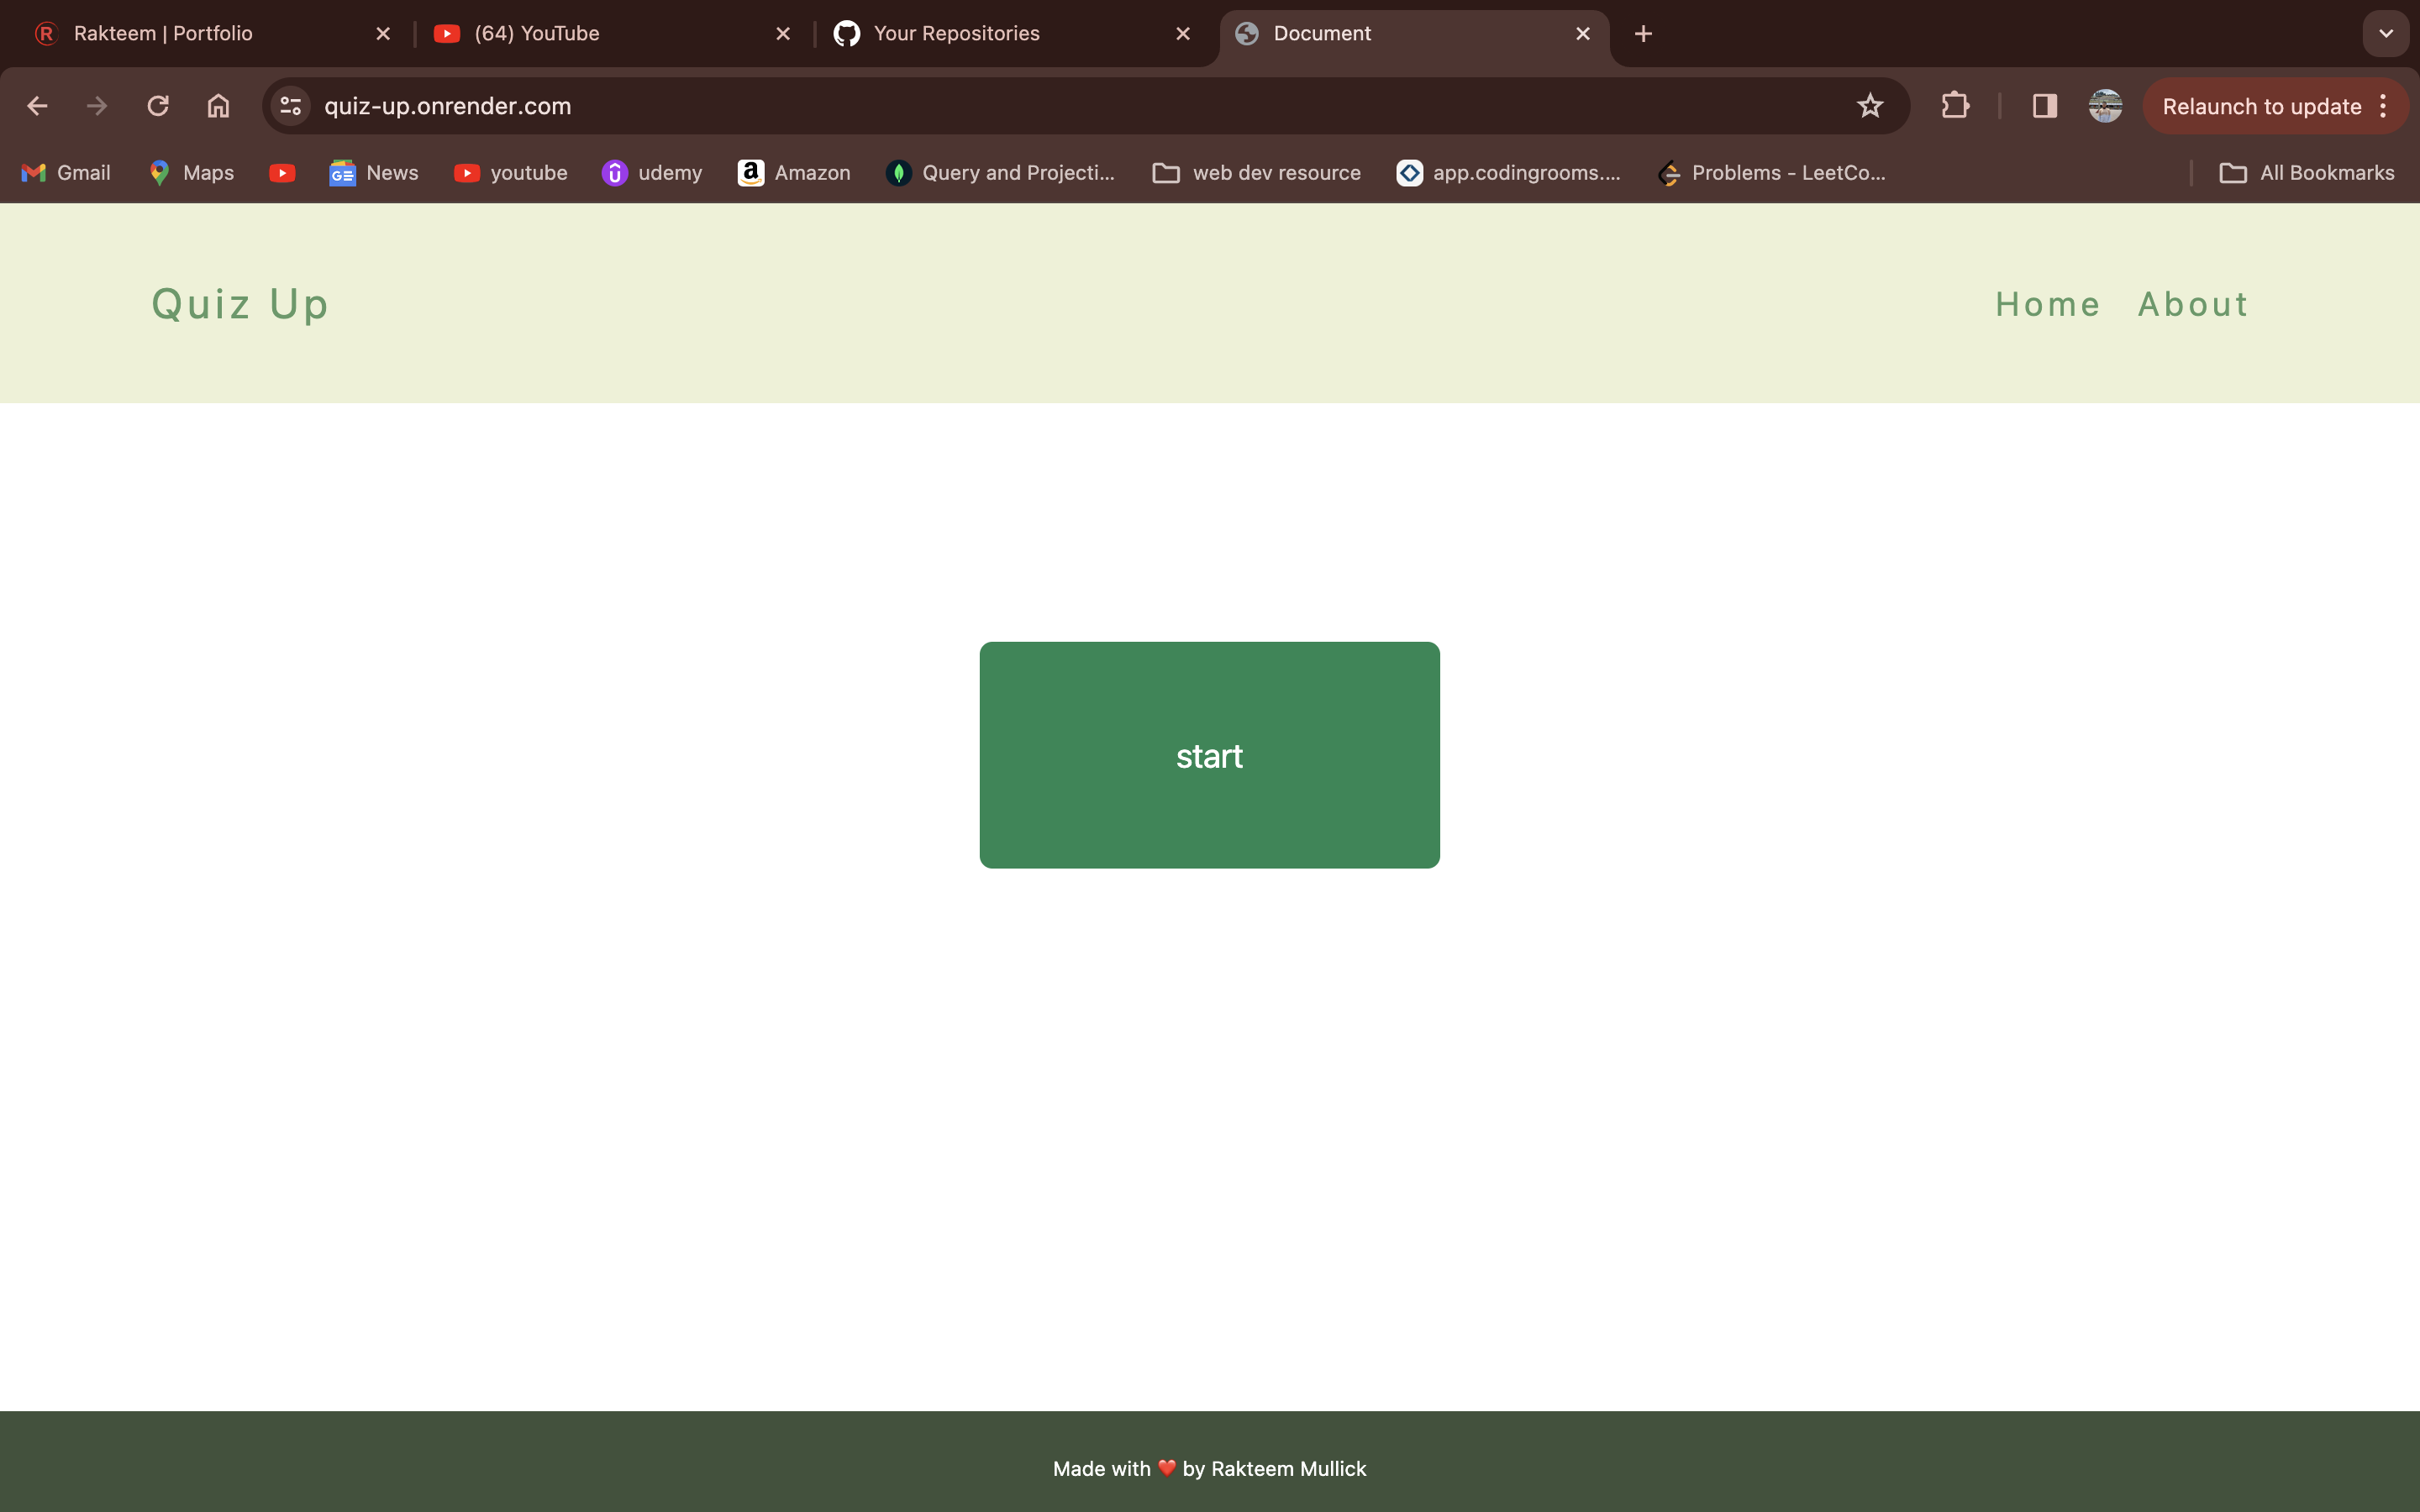 Rakteem | Portfolio
(64) YouTube
Your Repositories
Document
quiz-up.onrender.com
Relaunch to update
Gmail
Maps
News
youtube
udemy
Amazon
Query and Projecti...
web dev resource
app.codingrooms....
Problems - LeetCo...
All Bookmarks
Quiz Up
Home
About
start
Made with ❤️ by Rakteem Mullick